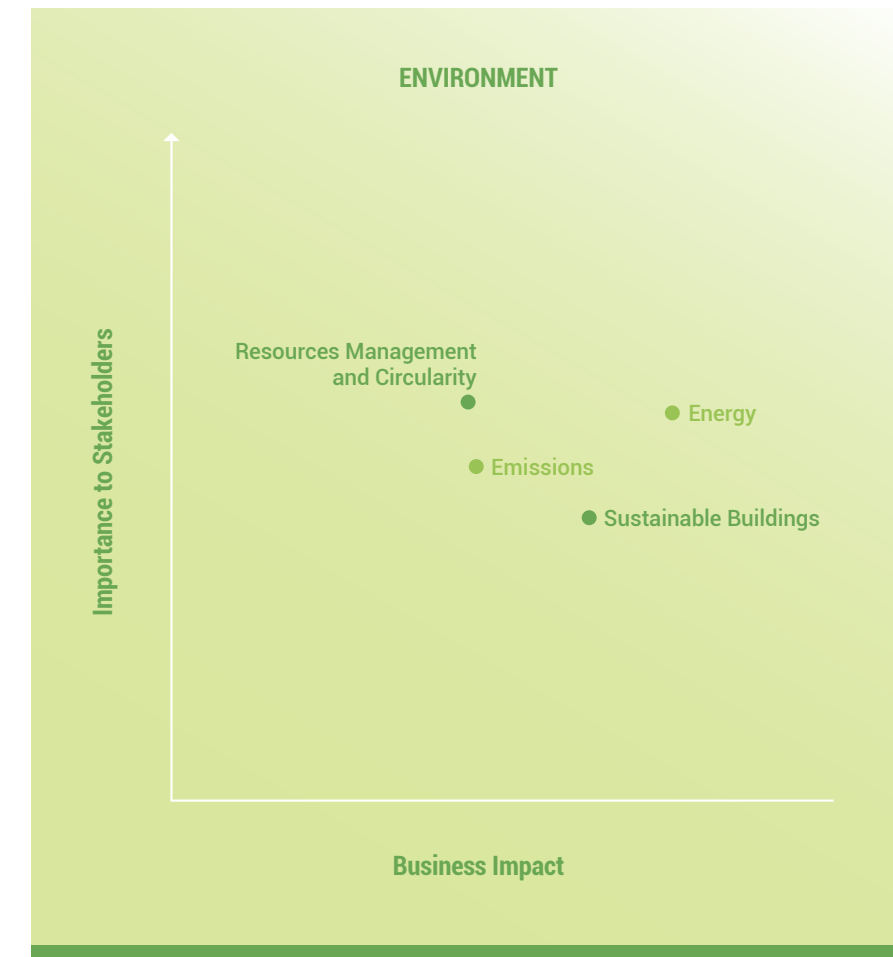 ENVIRONMENT
Importance to Stakeholders
Resources Management
and Circularity
Energy
Emissions
Sustainable Buildings
Business Impact